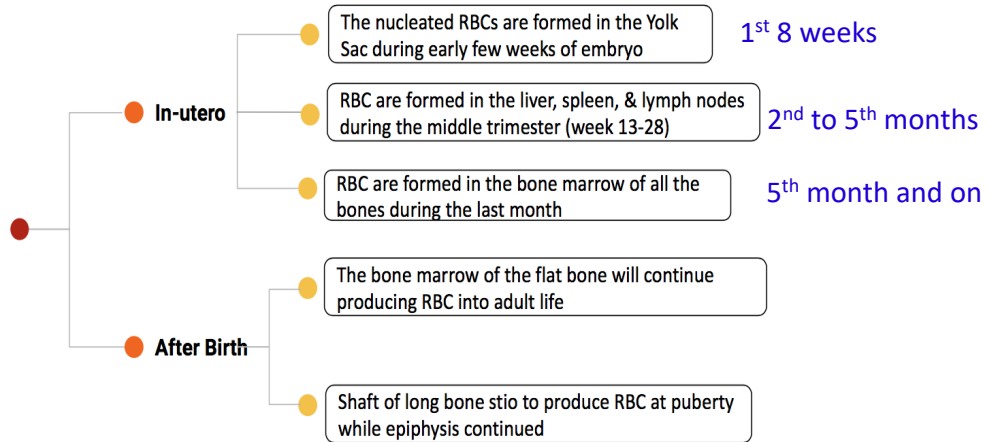 The nucleated RBCs are formed in the Yolk
Sac during early few weeks of embryo
1st 8 weeks
In-utero
RBC are formed in the liver, spleen, & lymph nodes
during the middle trimester (week 13-28)
2nd to 5th months
RBC are formed in the bone marrow of all the
bones during the last month
5th month and on
The bone marrow of the flat bone will continue
producing RBC into adult life
After Birth
Shaft of long bone stio to produce RBC at puberty
while epiphysis continued